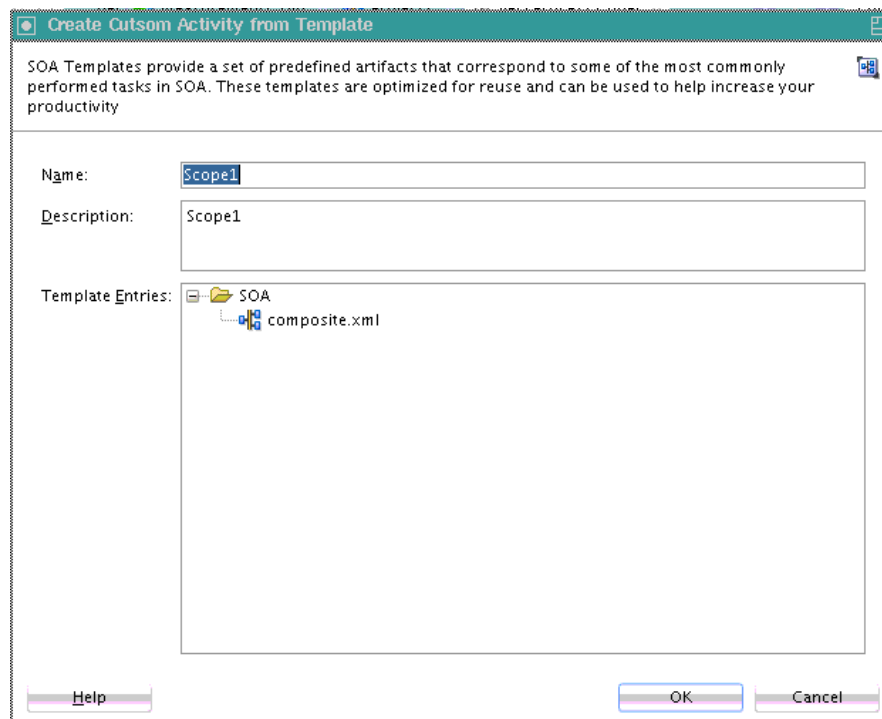 Create Cutsom Activity from Template
SOA Templates provide a set of predefined artifacts that correspond to some of the most commonly
performed tasks in SOA. These templates are optimized for reuse and can be used to help increase your
productivity
Name:
Scope1
Description:
Scope1
Template Entries:
SOA
composite.xml
Help
OK
Cancel